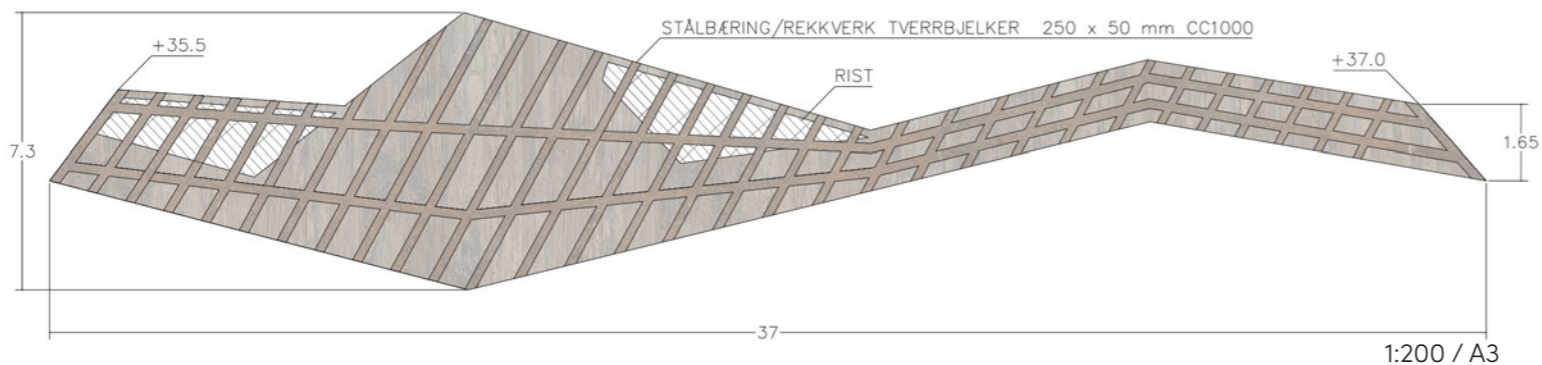 STÅLBÆRING/REKKVERK TVERRBJELKER 250 x 50 mm CC1000
+35.5
+37.0
RIST
7.3
1.65
37
1:200 / A3